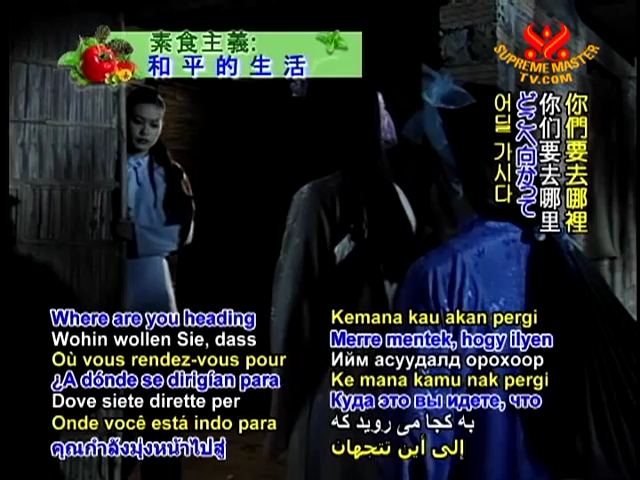 素食主義:
和平的生活
SUPREME MASTER
TV.COM
你們要去哪裡
你们要去哪里
どこへ向かって
어딜 가시다
Where are you heading
Wohin wollen Sie, dass
Où vous rendez-vous pour
¿A dónde se dirigían para
Dove siete dirette per
Onde você está indo para
คุณกำลังมุ่งหน้าไปสู่
Kemana kau akan pergi
Merre mentek, hogy ilyen
Ийм асуудалд орохоор
Ke mana kamu nak pergi
Куда это вы идете, что
به کجا می روید که
إلى أين تتجهان